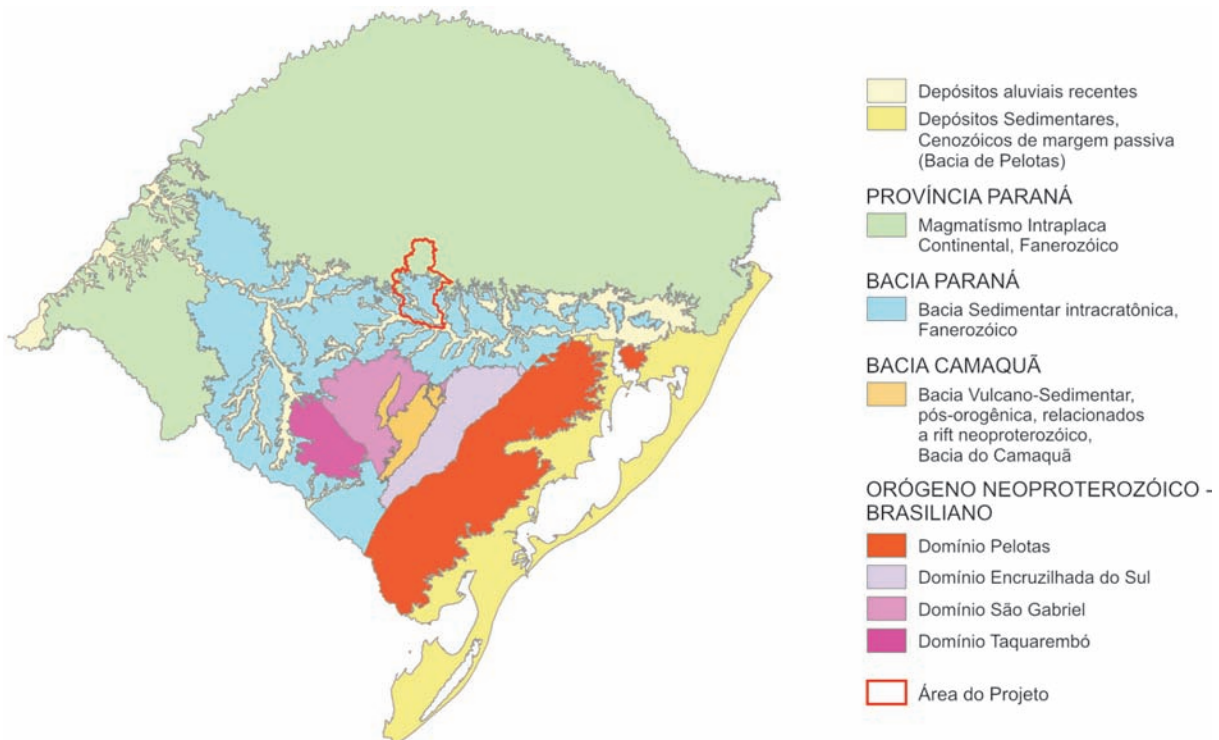 Depósitos aluviais recentes
Depósitos Sedimentares,
Cenozóicos de margem passiva
(Bacia de Pelotas)
PROVÍNCIA PARANÁ
Magmatísmo Intraplaca
Continental, Fanerozóico
BACIA PARANÁ
Bacia Sedimentar intracratônica,
Fanerozóico
BACIA CAMAQUÃ
Bacia Vulcano-Sedimentar,
pós-orogênica, relacionados
a rift neoproterozóico,
Bacia do Camaquã
ORÓGENO NEOPROTEROZÓICO -
BRASILIANO
Domínio Pelotas
Domínio Encruzilhada do Sul
Domínio São Gabriel
Domínio Taquarembó
Área do Projeto